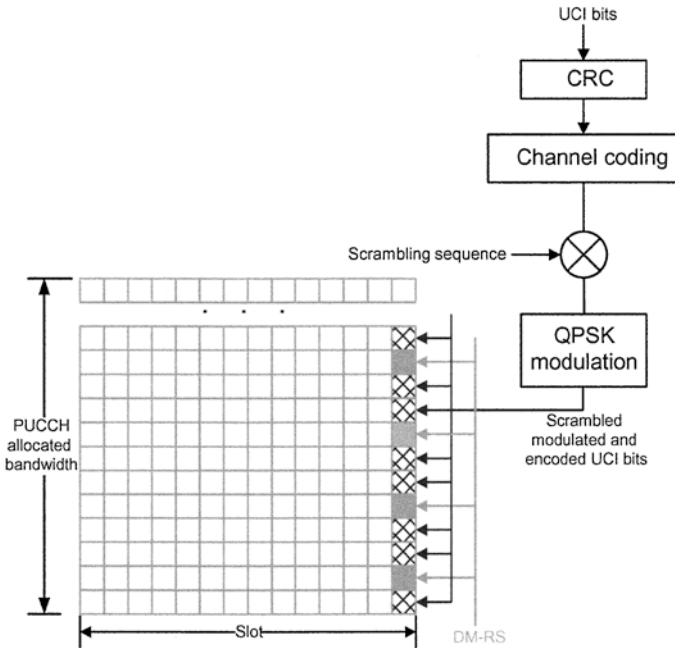 UCI bits
CRC
Channel coding
Scrambling sequence
QPSK
modulation
PUCCH
allocated
bandwidth
Scrambled
modulated and
encoded UCI bits
Slot
DM-RS